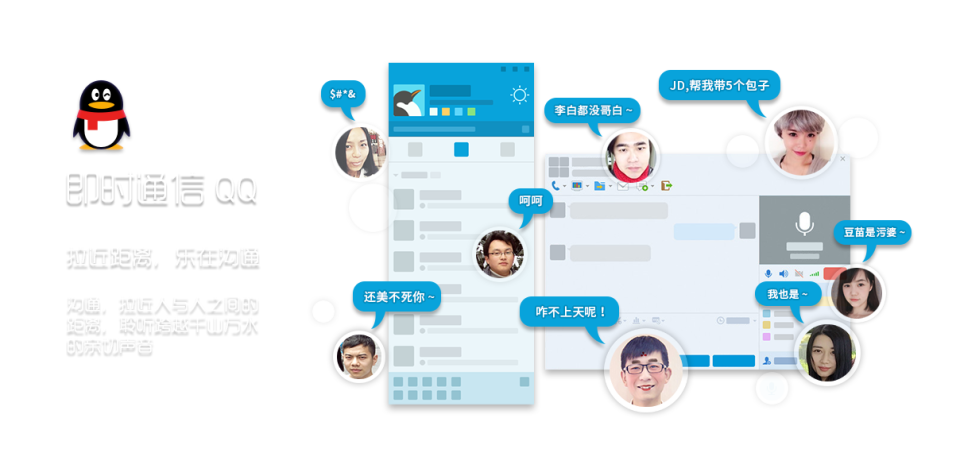 即时通信 QQ
拉近距离，乐在沟通
沟通，拉近人与人之间的
距离，聆听跨越千山万水
的亲切声音
$#*&
李白都没哥白 ~
JD,帮我带5个包子
呵呵
豆苗是污婆 ~
还美不死你 ~
咋不上天呢！
我也是 ~